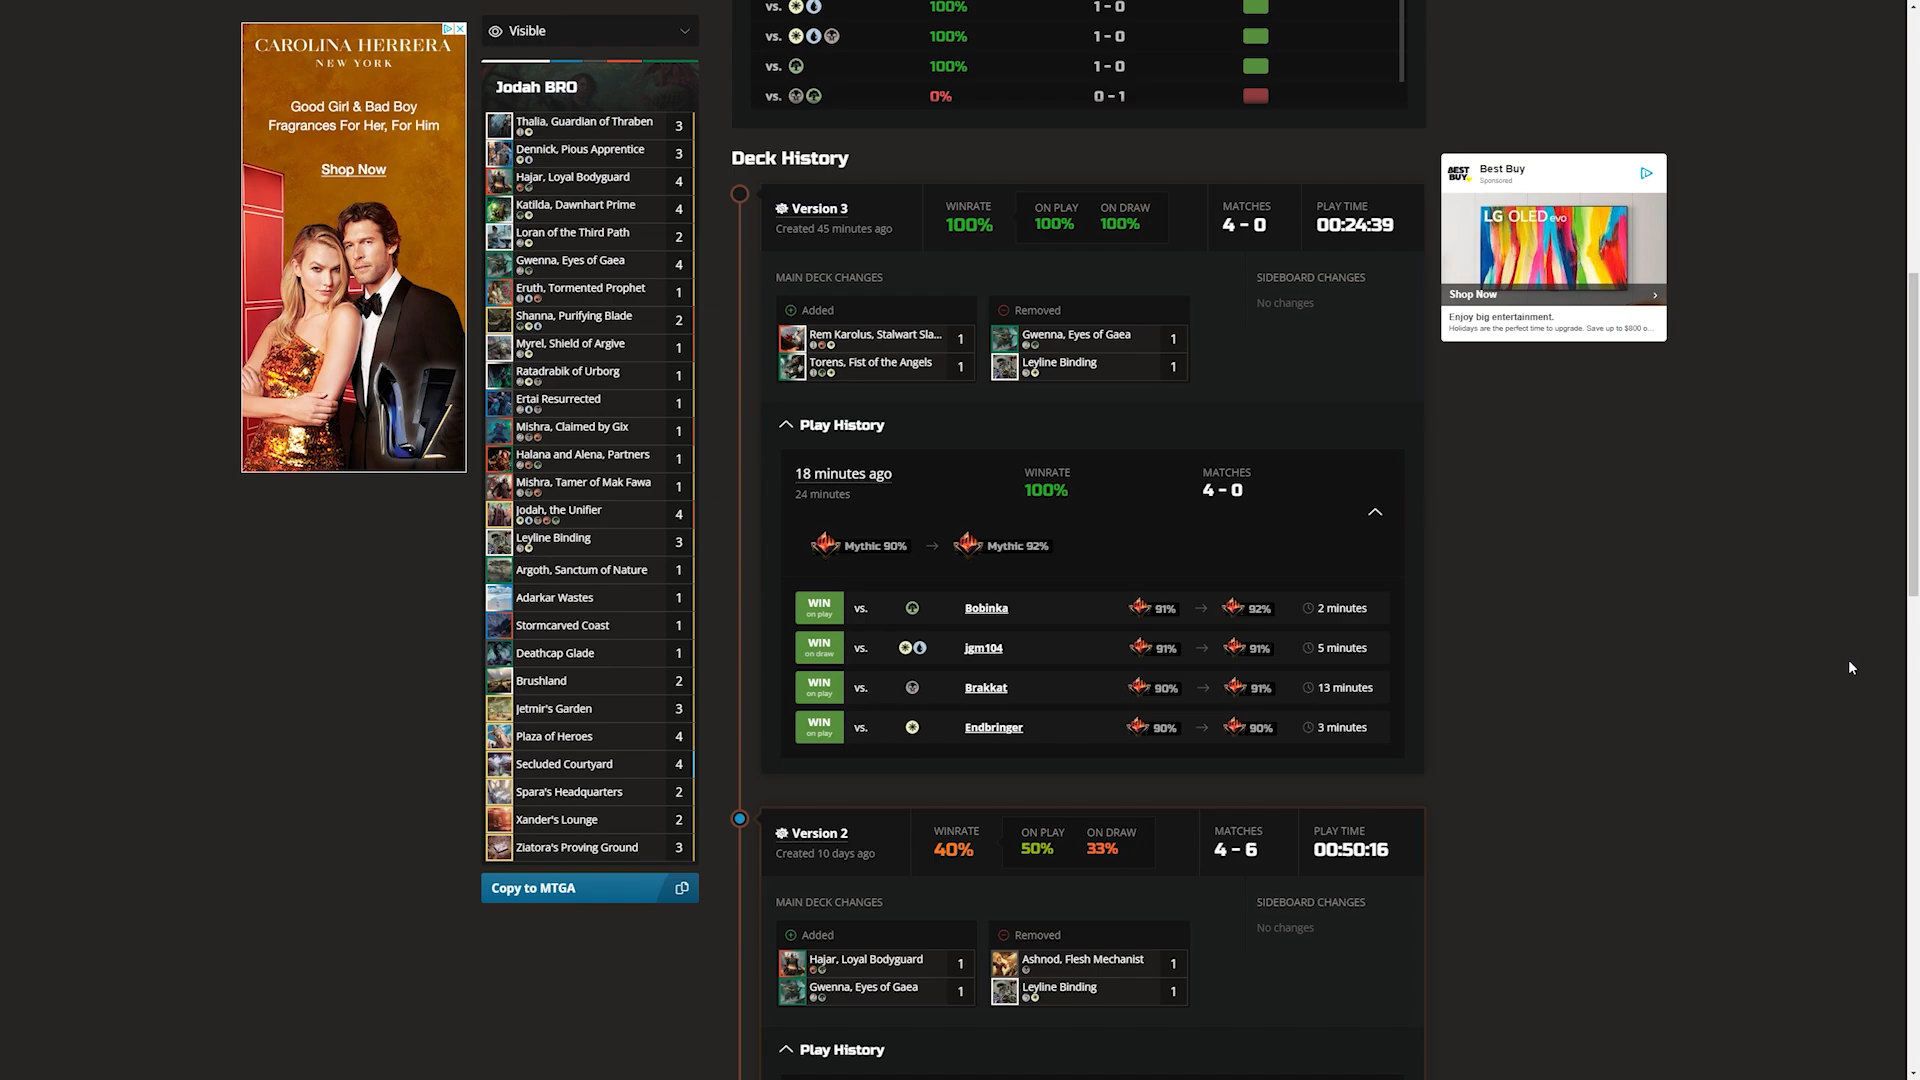 CAROLINA HERRERA
NEW YORK
Good Girl & Bad Boy
Fragrances For Her, For Him
Shop Now
Visible
Jodah BRO
Thalia, Guardian of Thraben 3
Dennick, Pious Apprentice 3
Hajar, Loyal Bodyguard 4
Katilda, Dawnhart Prime 4
Loran of the Third Path 2
Gwenna, Eyes of Gaea 4
Eruth, Tormented Prophet 1
Shanna, Purifying Blade 2
Myrel, Shield of Argive 1
Ratadrabik of Urborg 1
Ertai Resurrected 1
Mishra, Claimed by Gix 1
Halana and Alena, Partners 1
Mishra, Tamer of Mak Fawa 1
Jodah, the Unifier 4
Leyline Binding 3
Argoth, Sanctum of Nature 1
Adarkar Wastes 1
Stormcarved Coast 1
Deathcap Glade 1
Brushland 2
Jetmir's Garden 3
Plaza of Heroes 4
Secluded Courtyard 4
Spara's Headquarters 2
Xander's Lounge 2
Ziatora's Proving Ground 3
Copy to MTGA
vs. 100% 1 - 0
vs. 100% 1 - 0
vs. 100% 1 - 0
vs. 0% 0 - 1
Deck History
Version 3
Created 45 minutes ago
WINRATE
100%
ON PLAY
100%
ON DRAW
100%
MATCHES
4 - 0
PLAY TIME
00:24:39
MAIN DECK CHANGES
SIDEBOARD CHANGES
No changes
Added
Rem Karolus, Stalwart Sla... 1
Torens, Fist of the Angels 1
Removed
Gwenna, Eyes of Gaea 1
Leyline Binding 1
Play History
18 minutes ago
24 minutes
WINRATE
100%
MATCHES
4 - 0
Mythic 90% → Mythic 92%
WIN on play vs. Bobinka 91% → 92% 2 minutes
WIN on draw vs. jgm104 91% → 91% 5 minutes
WIN on play vs. Brakkat 90% → 91% 13 minutes
WIN on play vs. Endbringer 90% → 90% 3 minutes
Version 2
Created 10 days ago
WINRATE
40%
ON PLAY
50%
ON DRAW
33%
MATCHES
4 - 6
PLAY TIME
00:50:16
MAIN DECK CHANGES
SIDEBOARD CHANGES
No changes
Added
Hajar, Loyal Bodyguard 1
Gwenna, Eyes of Gaea 1
Removed
Ashnod, Flesh Mechanist 1
Leyline Binding 1
Play History
BEST BUY
Best Buy
Sponsored
LG OLED evo
Shop Now
Enjoy big entertainment.
Holidays are the perfect time to upgrade. Save up to $800 o...